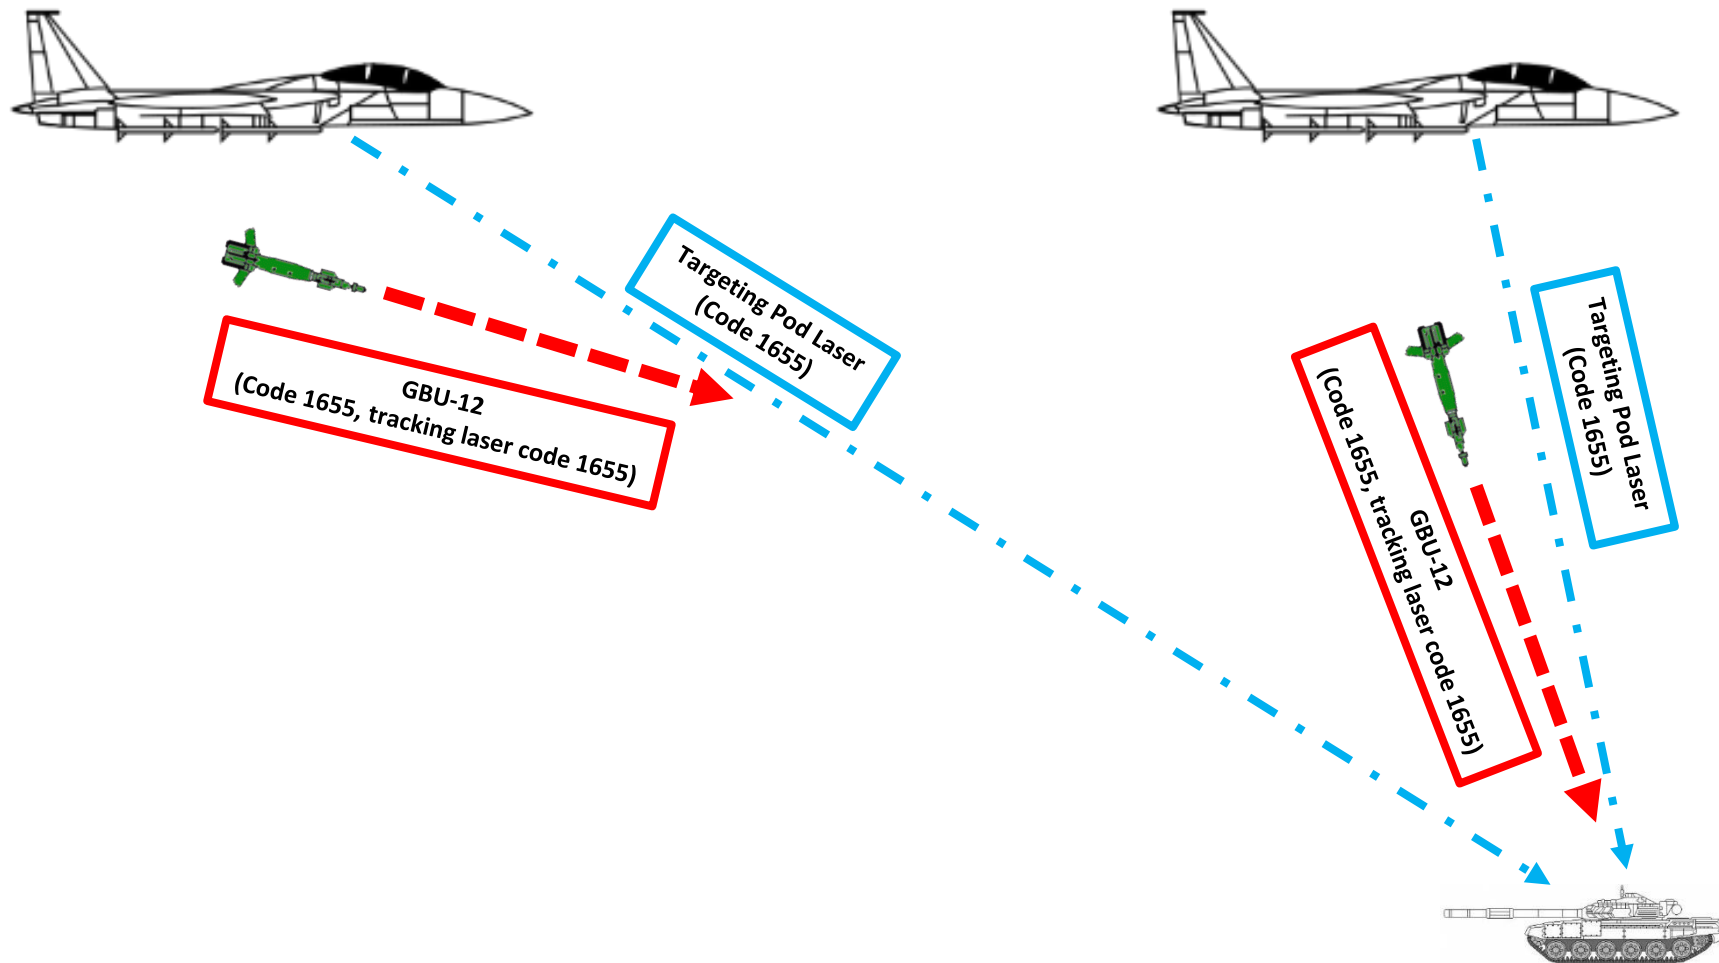 Targeting Pod Laser
(Code 1655)
GBU-12
(Code 1655, tracking laser code 1655)
Targeting Pod Laser
(Code 1655)
GBU-12
(Code 1655, tracking laser code 1655)